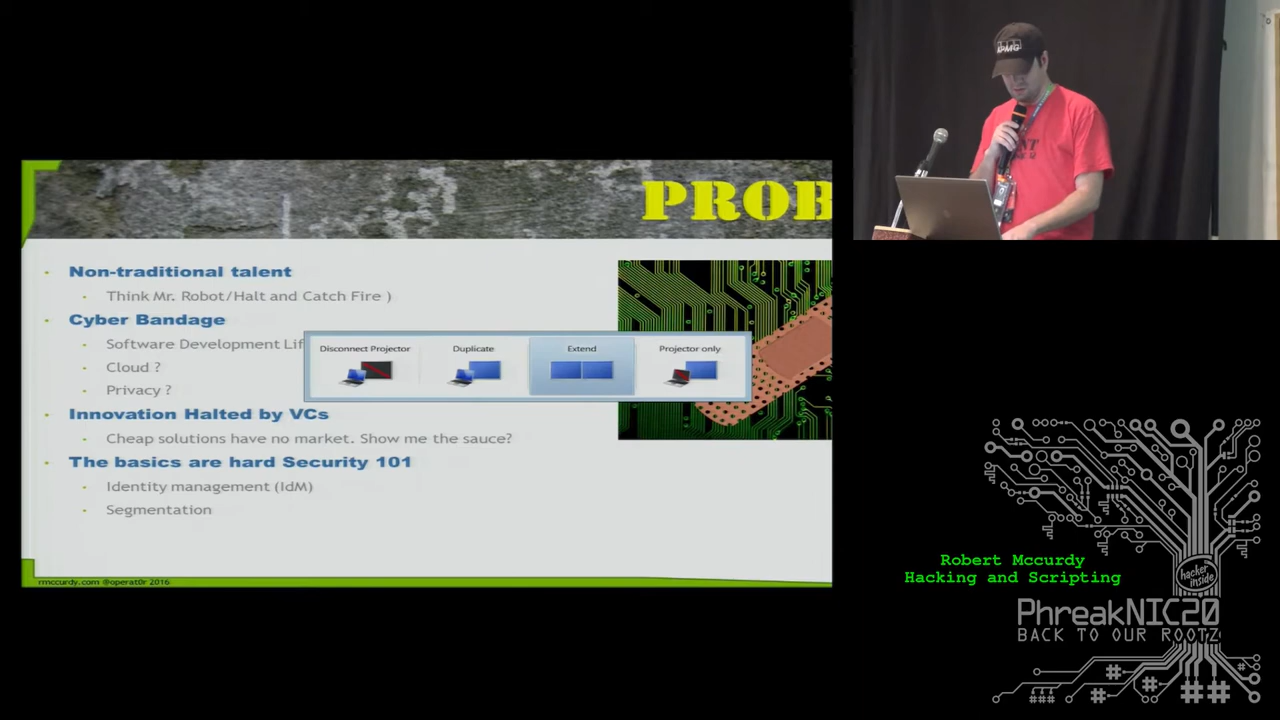 PROB
KPMG
Non-traditional talent
Think Mr. Robot/Halt and Catch Fire )
Cyber Bandage
Software Development Lif
Cloud ?
Privacy ?
Innovation Halted by VCs
Cheap solutions have no market. Show me the sauce?
The basics are hard Security 101
Identity management (IdM)
Segmentation
rmccurdy.com @operat0r 2016
Disconnect Projector
Duplicate
Extend
Projector only
Robert Mccurdy
Hacking and Scripting
hacker
inside
PhreakNIC20
BACK TO OUR ROOTZ